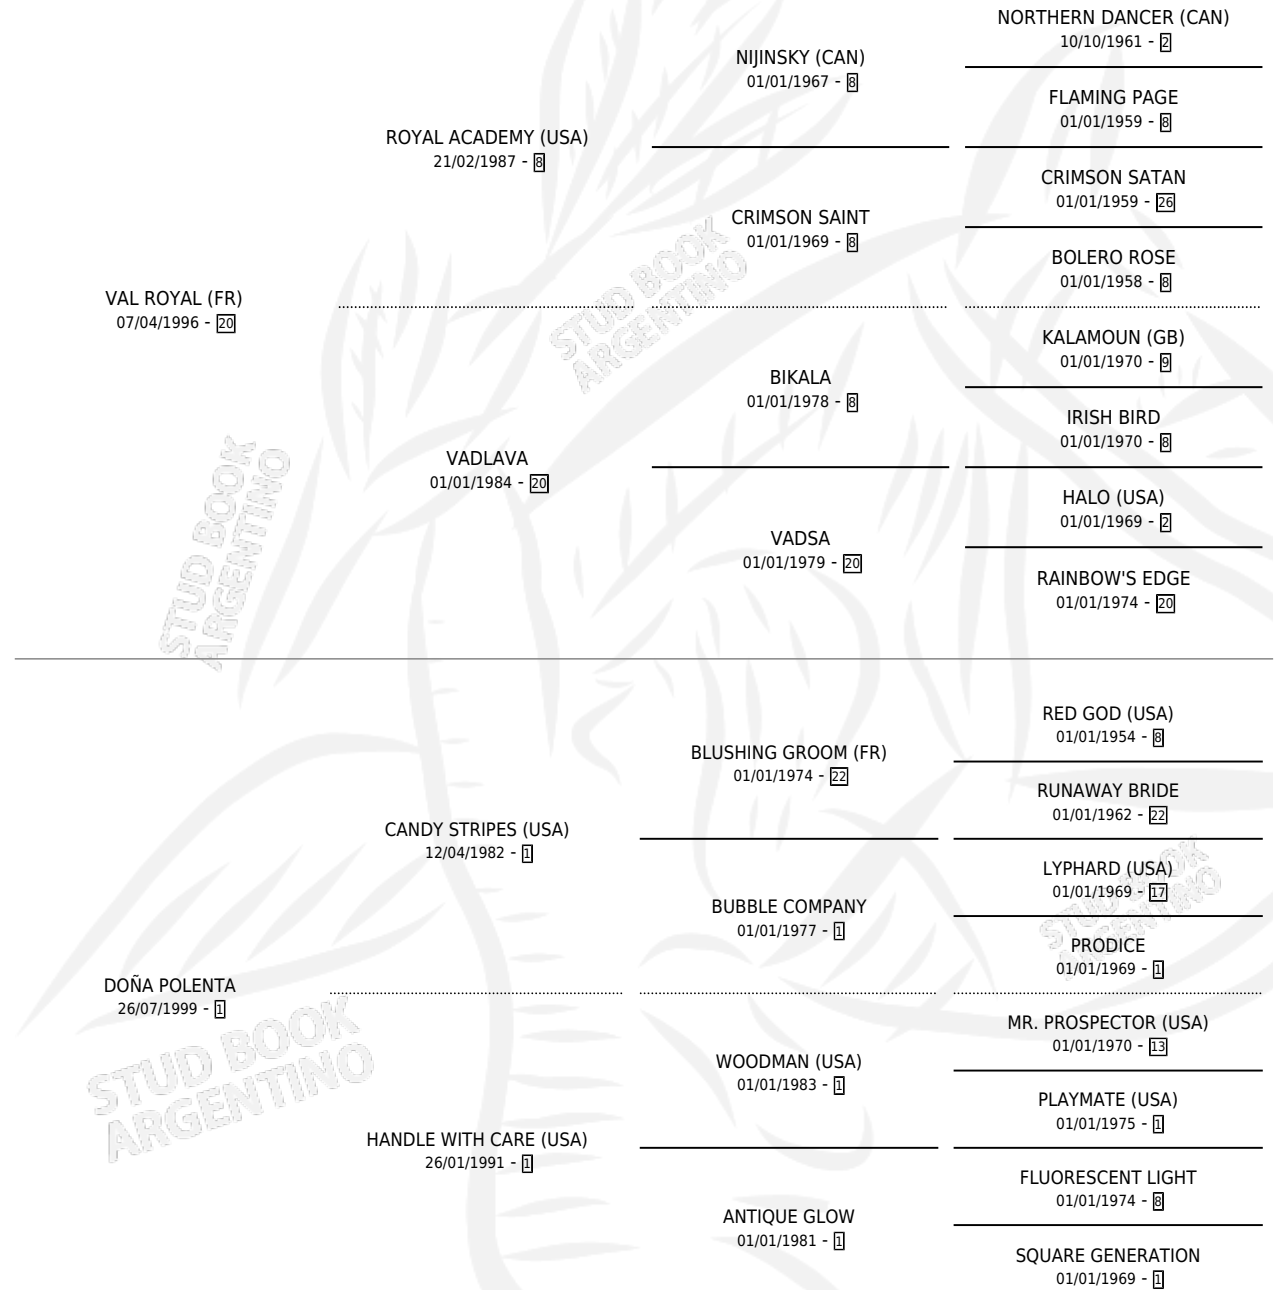 NORTHERN DANCER (CAN)
10/10/1961 - 2
NIJINSKY (CAN)
01/01/1967 - 8
FLAMING PAGE
01/01/1959 - 8
ROYAL ACADEMY (USA)
21/02/1987 - 8
CRIMSON SATAN
01/01/1959 - 26
CRIMSON SAINT
01/01/1969 - 8
BOLERO ROSE
01/01/1958 - 8
VAL ROYAL (FR)
07/04/1996 - 20
KALAMOUN (GB)
01/01/1970 - 9
BIKALA
01/01/1978 - 8
IRISH BIRD
01/01/1970 - 8
VADLAVA
01/01/1984 - 20
HALO (USA)
01/01/1969 - 2
VADSA
01/01/1979 - 20
RAINBOW'S EDGE
01/01/1974 - 20
STUD BOOK
ARGENTINO
STUD BOOK
ARGENTINO
RED GOD (USA)
01/01/1954 - 8
BLUSHING GROOM (FR)
01/01/1974 - 22
RUNAWAY BRIDE
01/01/1962 - 22
CANDY STRIPES (USA)
12/04/1982 - 1
LYPHARD (USA)
01/01/1969 - 17
BUBBLE COMPANY
01/01/1977 - 1
PRODICE
01/01/1969 - 1
DOÑA POLENTA
26/07/1999 - 1
MR. PROSPECTOR (USA)
01/01/1970 - 13
WOODMAN (USA)
01/01/1983 - 1
PLAYMATE (USA)
01/01/1975 - 1
HANDLE WITH CARE (USA)
26/01/1991 - 1
FLUORESCENT LIGHT
01/01/1974 - 8
ANTIQUE GLOW
01/01/1981 - 1
SQUARE GENERATION
01/01/1969 - 1
STUD BOOK
ARGENTINO
STUD BOOK
ARGENTINO